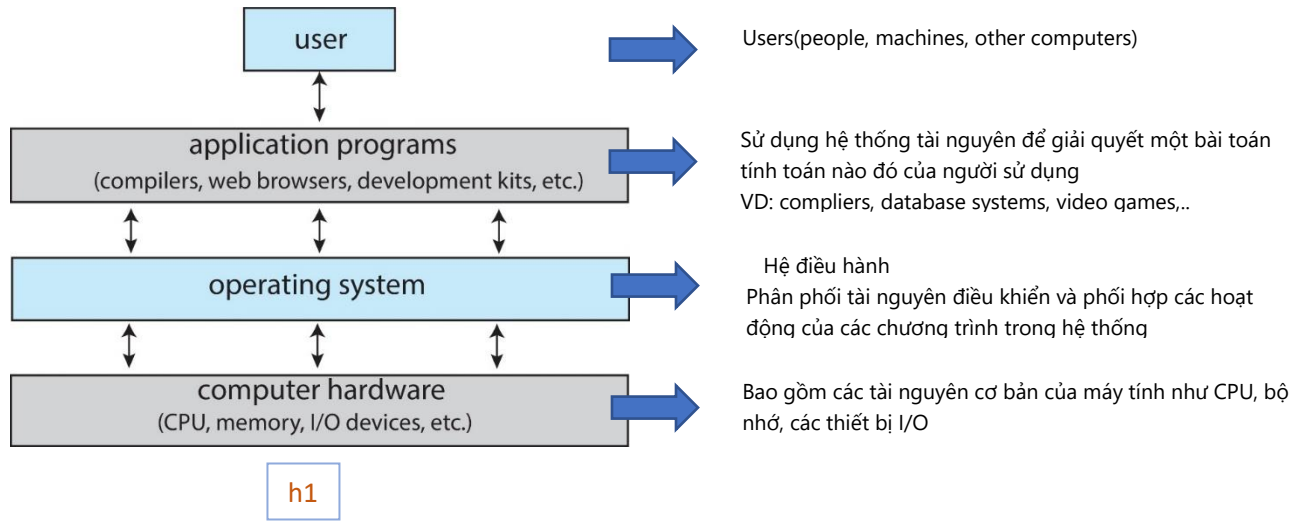 user
Users(people, machines, other computers)
application programs
(compilers, web browsers, development kits, etc.)
Sử dụng hệ thống tài nguyên để giải quyết một bài toán
tính toán nào đó của người sử dụng
VD: compliers, database systems, video games,..
operating system
Hệ điều hành
Phân phối tài nguyên điều khiển và phối hợp các hoạt
động của các chương trình trong hệ thống
computer hardware
(CPU, memory, I/O devices, etc.)
Bao gồm các tài nguyên cơ bản của máy tính như CPU, bộ
nhớ, các thiết bị I/O
h1